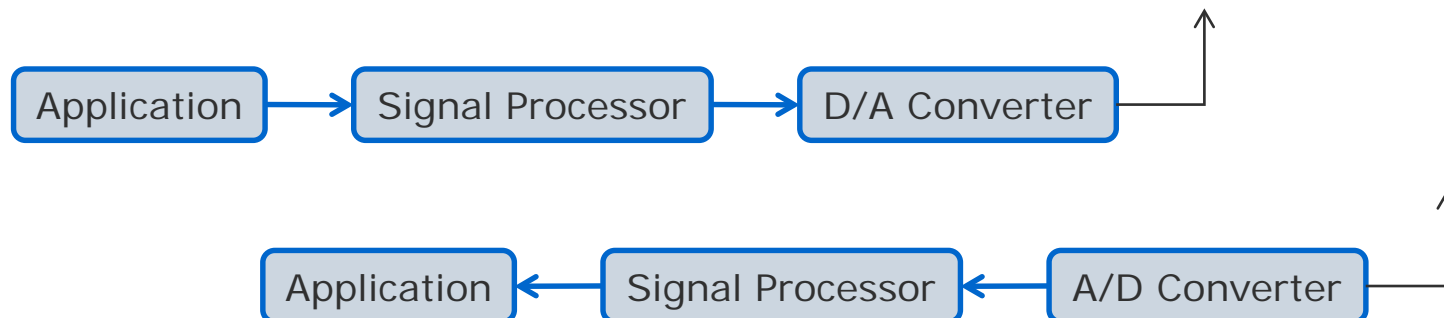 Application Signal Processor D/A Converter
Application Signal Processor A/D Converter